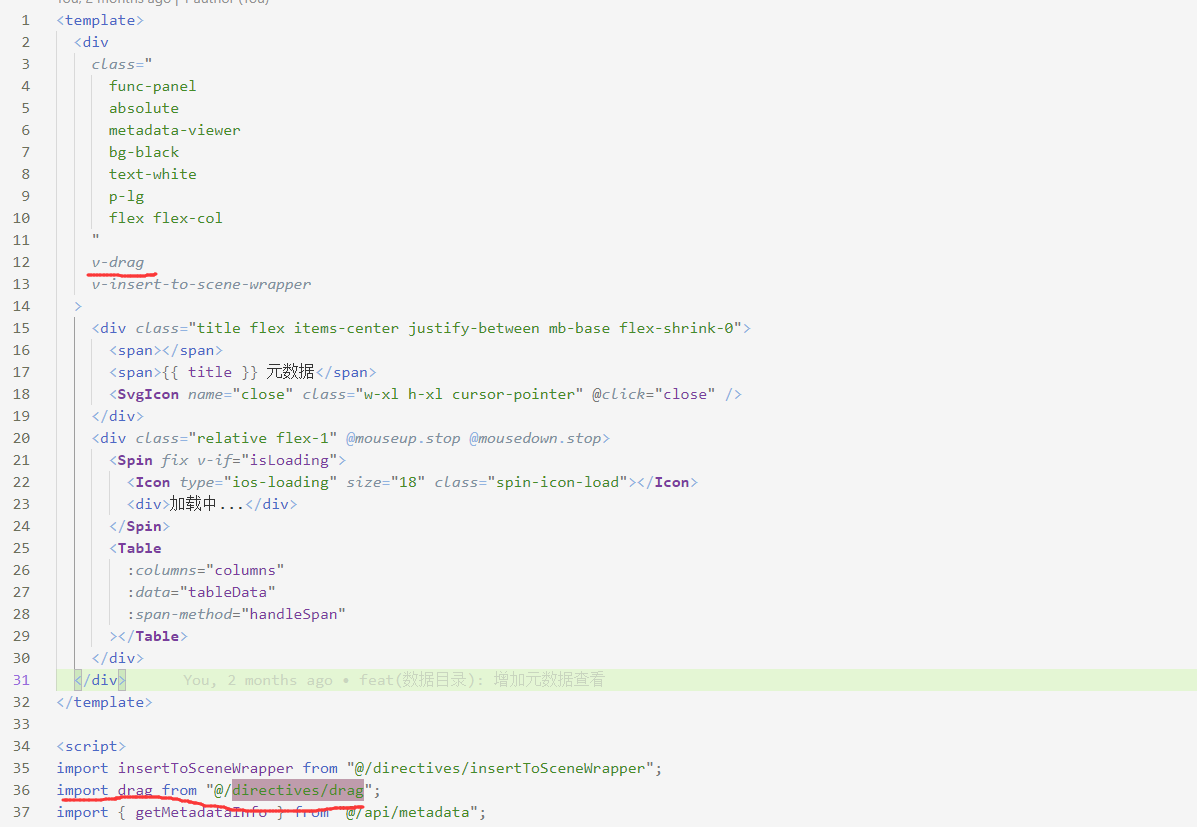 You, 2 months ago | 1 author (You)
1 <template>
2 <div
3 class="
4 func-panel
5 absolute
6 metadata-viewer
7 bg-black
8 text-white
9 p-lg
10 flex flex-col
11 "
12 v-drag
13 v-insert-to-scene-wrapper
14 >
15 <div class="title flex items-center justify-between mb-base flex-shrink-0">
16 <span></span>
17 <span>{{ title }} 元数据</span>
18 <SvgIcon name="close" class="w-xl h-xl cursor-pointer" @click="close" />
19 </div>
20 <div class="relative flex-1" @mouseup.stop @mousedown.stop>
21 <Spin fix v-if="isLoading">
22 <Icon type="ios-loading" size="18" class="spin-icon-load"></Icon>
23 <div>加载中...</div>
24 </Spin>
25 <Table
26 :columns="columns"
27 :data="tableData"
28 :span-method="handleSpan"
29 ></Table>
30 </div>
31 </div> You, 2 months ago • feat(数据目录): 增加元数据查看
32 </template>
33
34 <script>
35 import insertToSceneWrapper from "@/directives/insertToSceneWrapper";
36 import drag from "@/directives/drag";
37 import { getMetadataInfo } from "@/api/metadata";